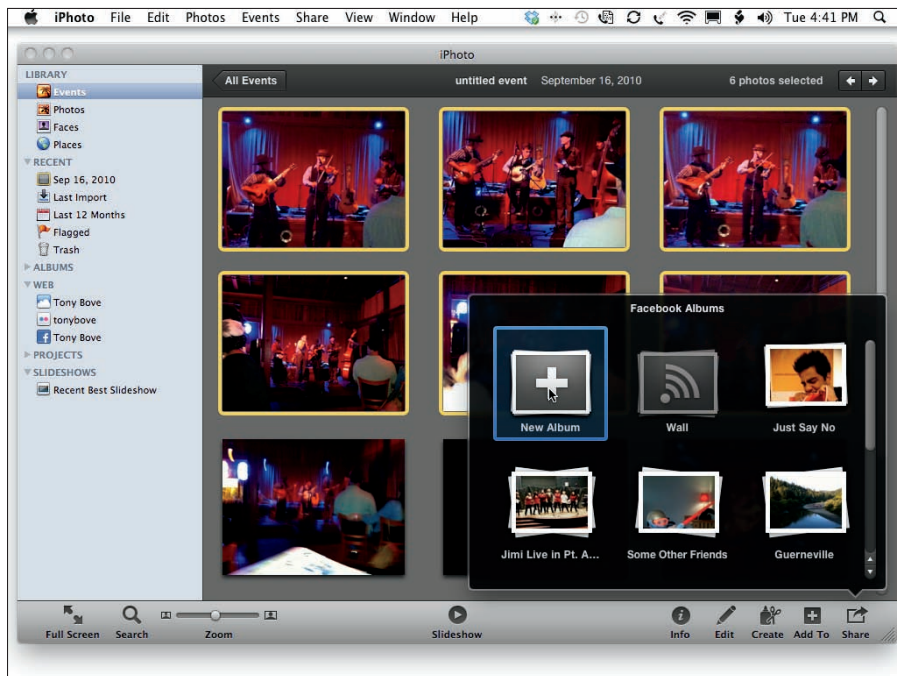 iPhoto File Edit Photos Events Share View Window Help Tue 4:41 PM
iPhoto
LIBRARY
Events
Photos
Faces
Places
RECENT
Sep 16, 2010
Last Import
Last 12 Months
Flagged
Trash
ALBUMS
WEB
Tony Bove
tonybove
Tony Bove
PROJECTS
SLIDESHOWS
Recent Best Slideshow
All Events untitled event September 16, 2010 6 photos selected
Facebook Albums
New Album Wall Just Say No
Jimi Live in Pt. A... Some Other Friends Guerneville
Full Screen Search Zoom Slideshow Info Edit Create Add To Share